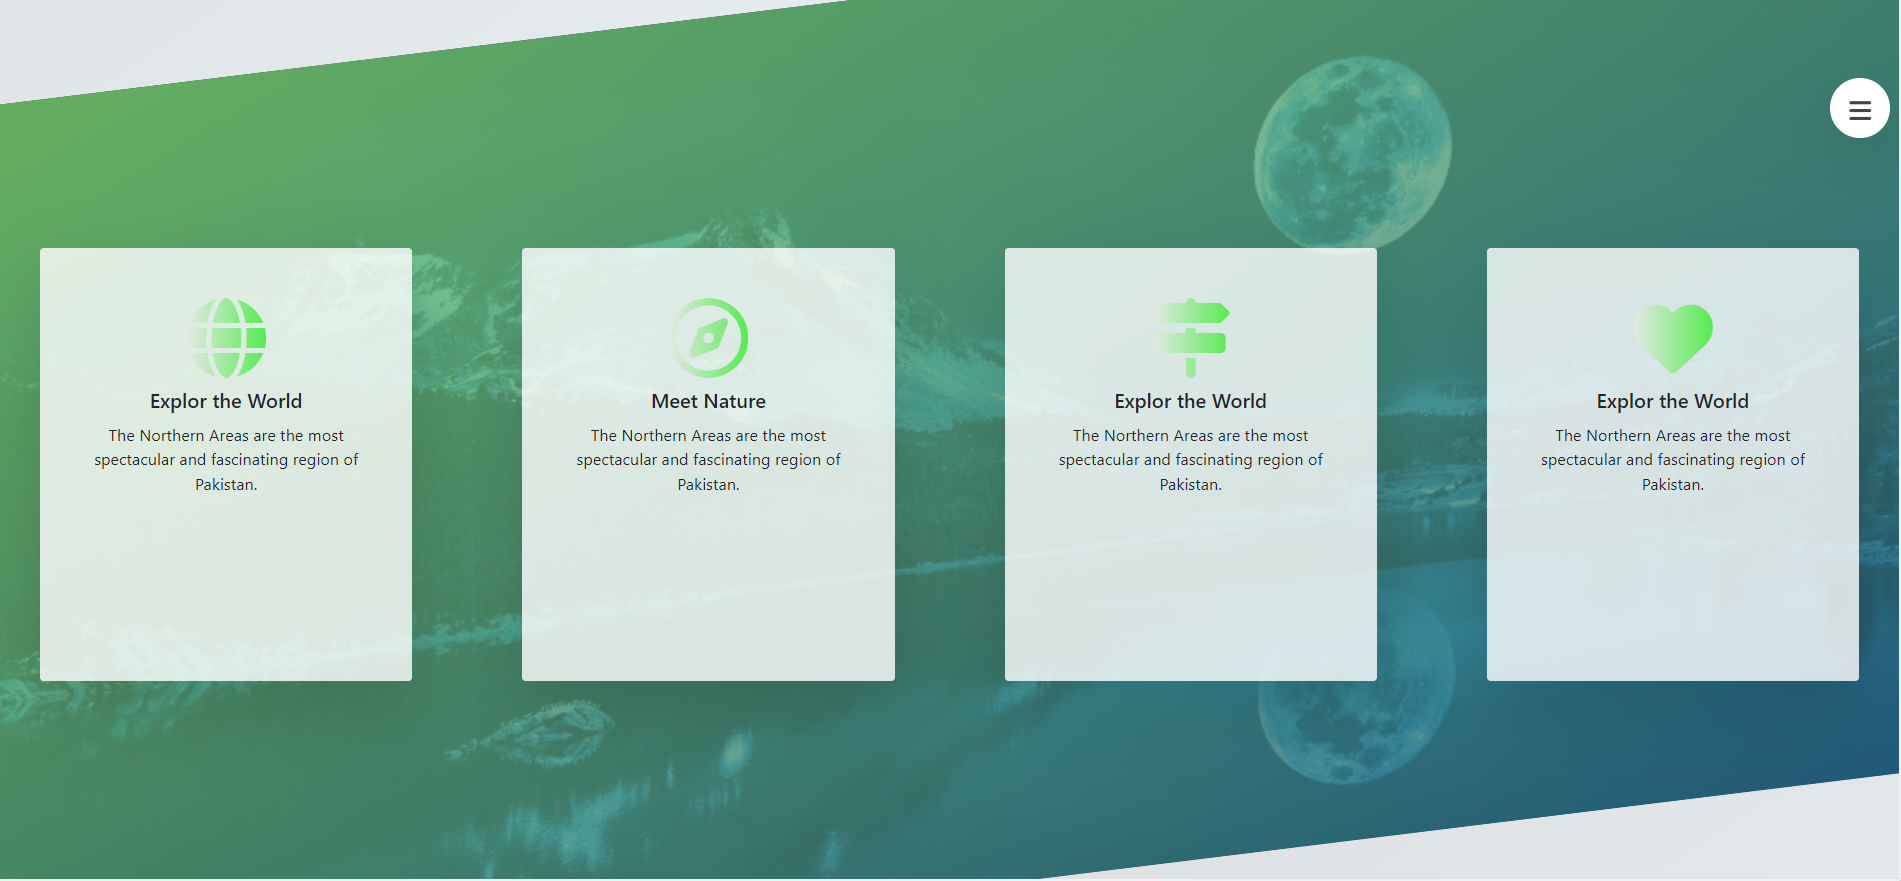 Explor the World
The Northern Areas are the most
spectacular and fascinating region of
Pakistan.
Meet Nature
The Northern Areas are the most
spectacular and fascinating region of
Pakistan.
Explor the World
The Northern Areas are the most
spectacular and fascinating region of
Pakistan.
Explor the World
The Northern Areas are the most
spectacular and fascinating region of
Pakistan.